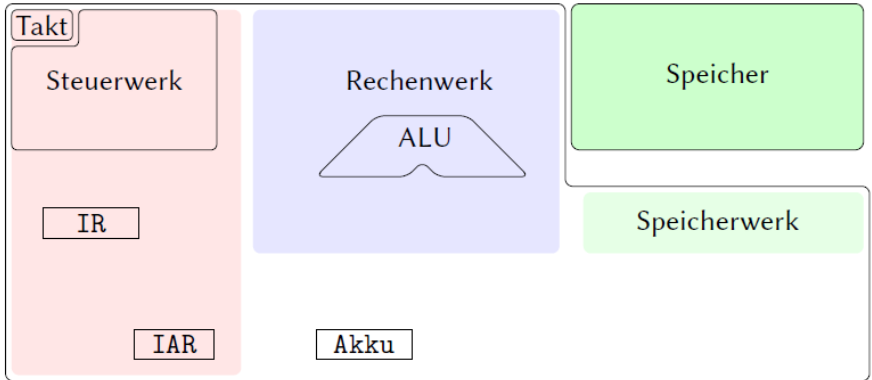 Takt
Steuerwerk
Rechenwerk
ALU
Speicher
IR
Speicherwerk
IAR
Akku